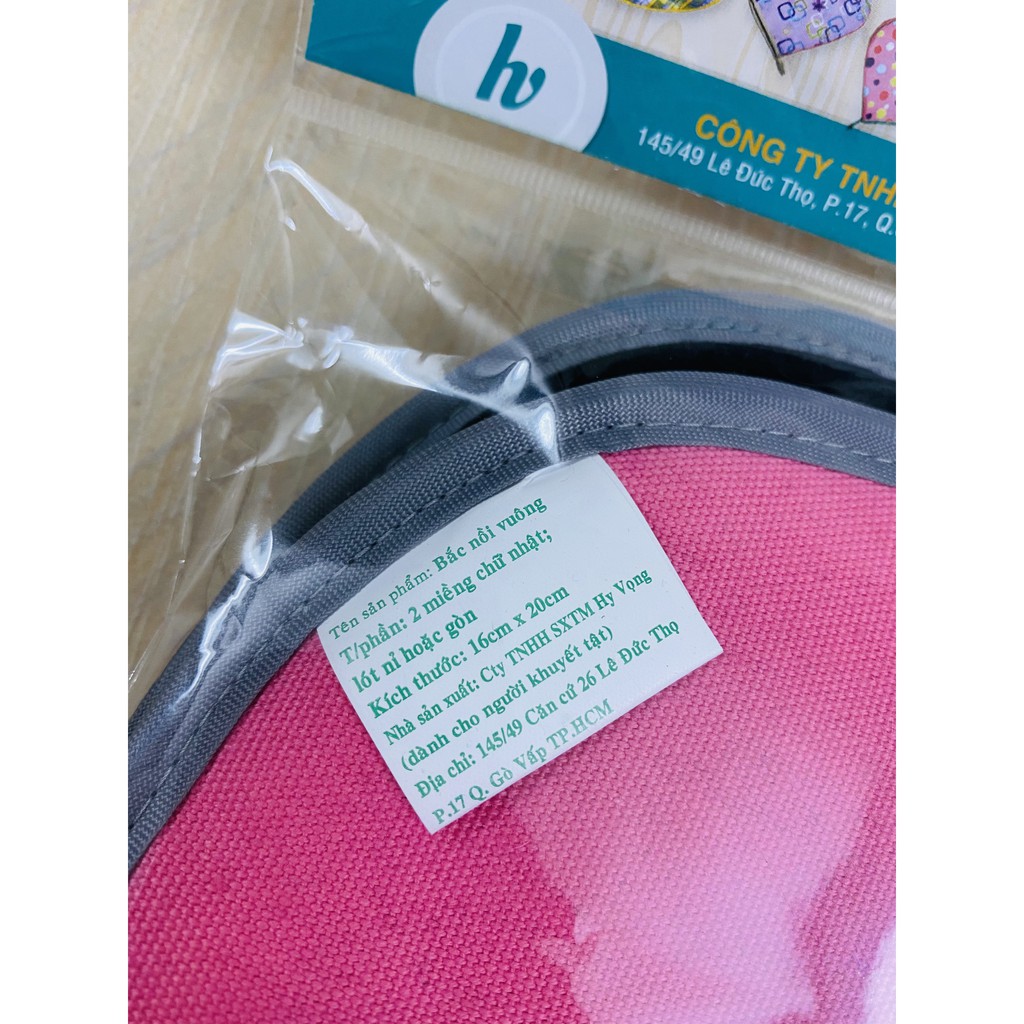 hv
CÔNG TY TNH
145/49 Lê Đức Thọ, P.17, Q.
Tên sản phẩm: Bắc nồi vuông
T/phần: 2 miềng chữ nhật;
lót nỉ hoặc gòn
Kích thước: 16cm x 20cm
Nhà sản xuất: Cty TNHH SXTM Hy Vọng
(dành cho người khuyết tật)
Địa chỉ: 145/49 Căn cứ 26 Lê Đức Thọ
P.17 Q. Gò Vấp TP.HCM